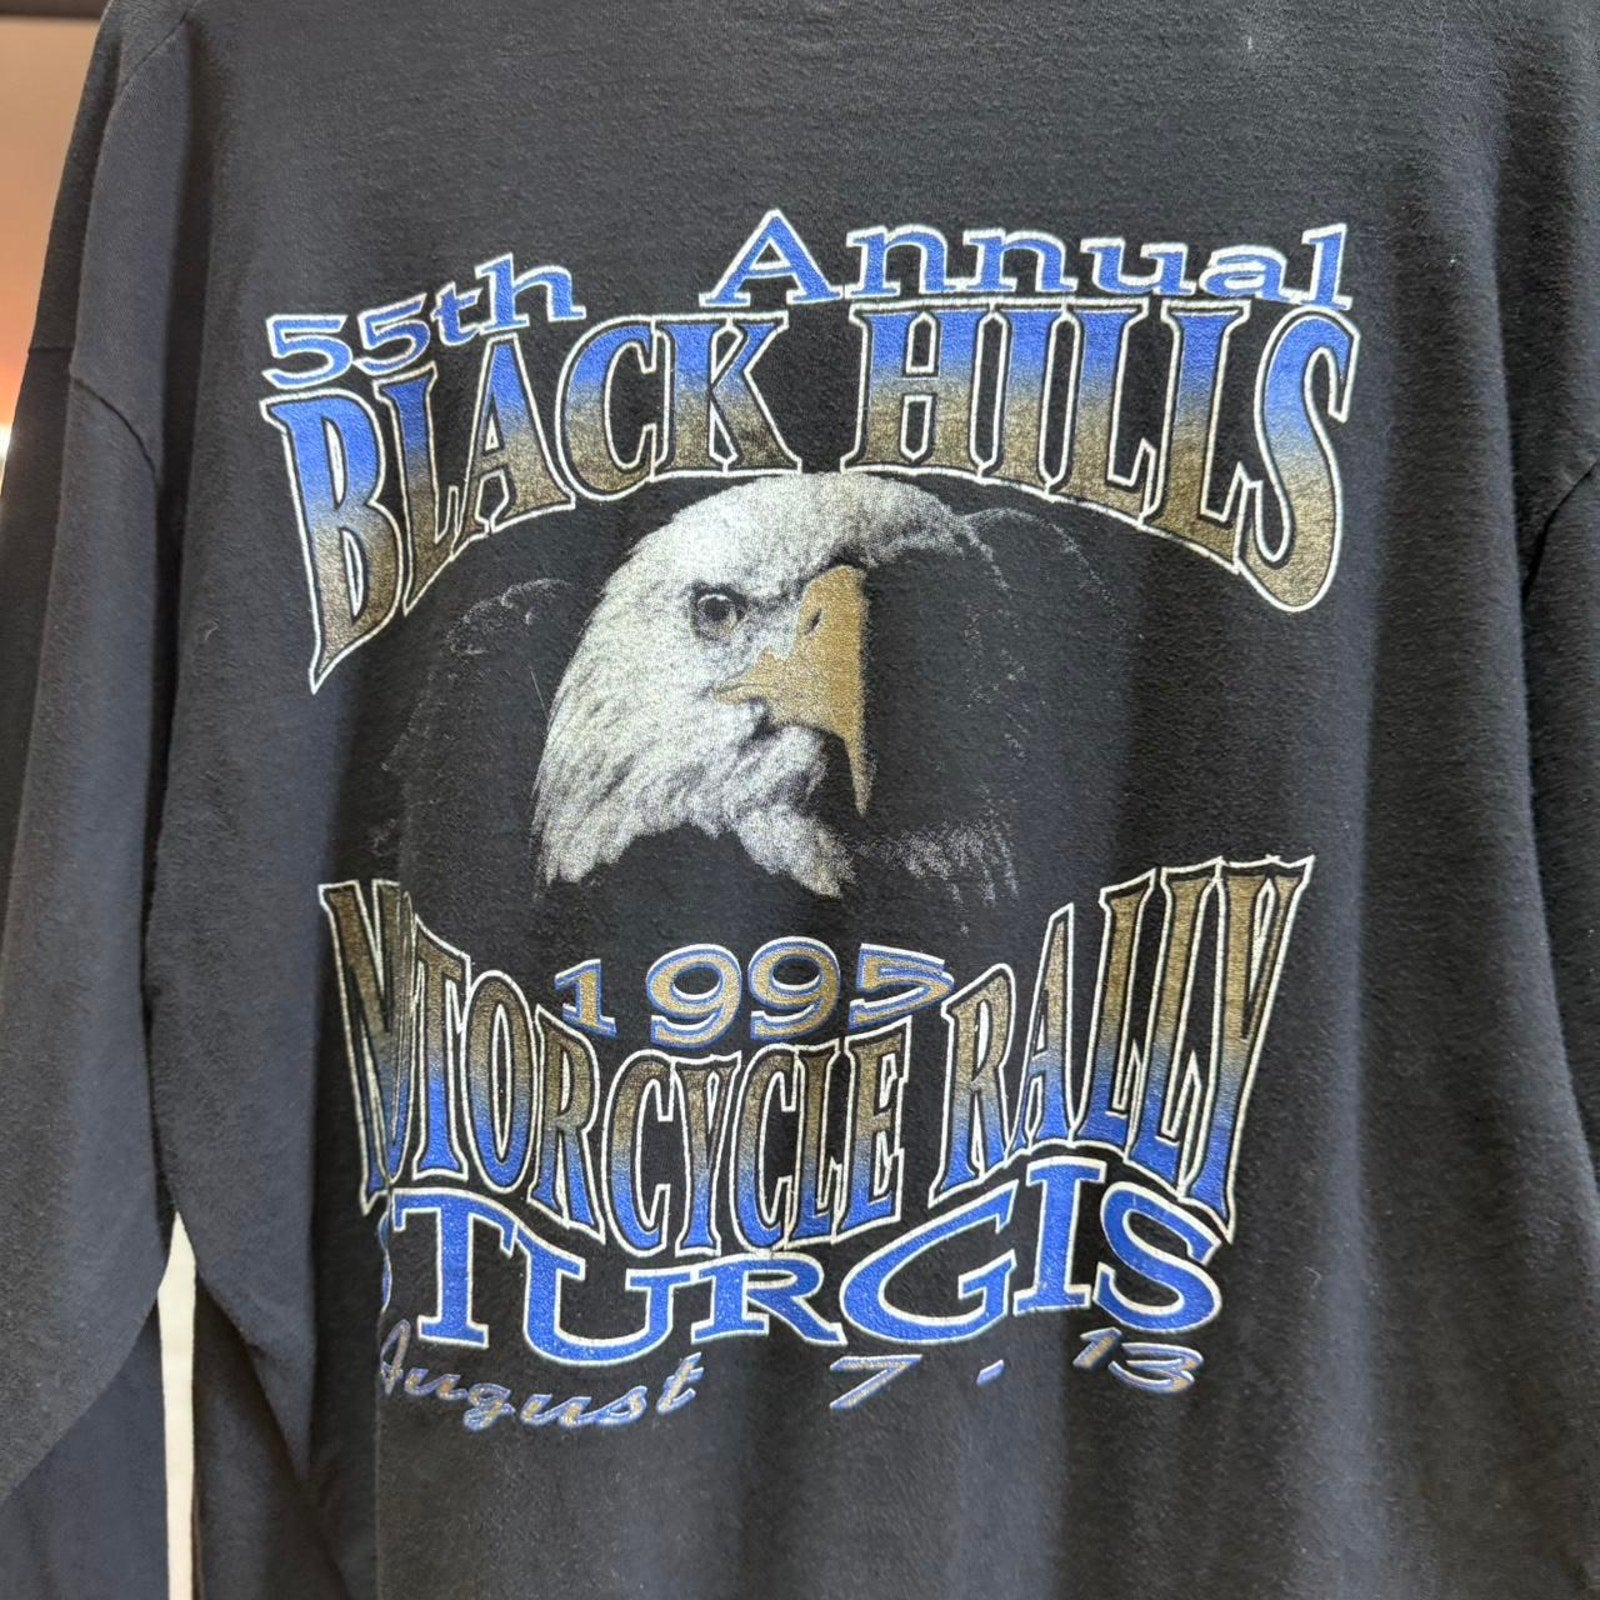 55th Annual
BLACK HILLS
1995
MOTORCYCLE RALLY
STURGIS
August 7 - 13